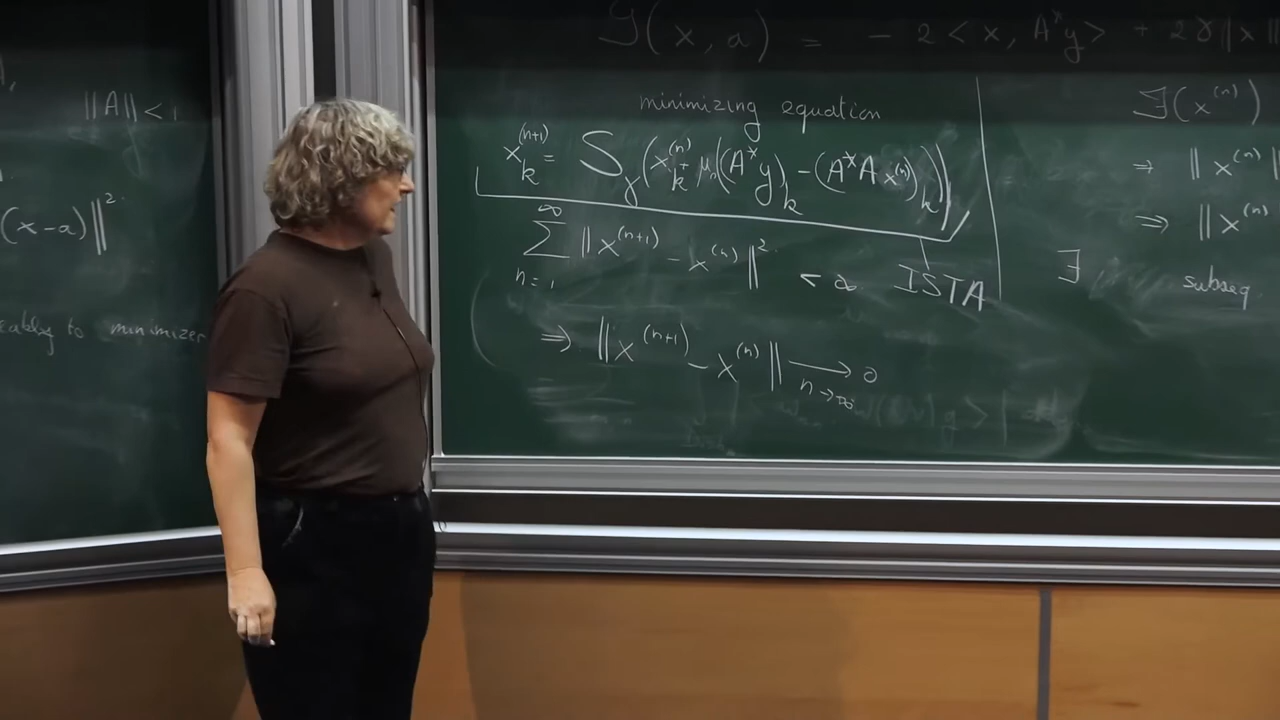 ‖A‖ < 1
(x-a)‖²
to minimizer
𝒥(x, a) = - 2 < x, A*y > + 2γ‖x‖
minimizing equation
x_k^(n+1) = S_γ(x_k^(n) + μ((A*y)_k - (A*A x^(n))_k))
∞
Σ ‖x^(n+1) - x^(n)‖² < ∞ ISTA
n=1
⇒ ‖x^(n+1) - x^(n)‖ ⟶ 0
n→∞
ℑ(x^(n))
⇒ ‖x^(n)‖
⇒ ‖x^(n)
∃ subseq